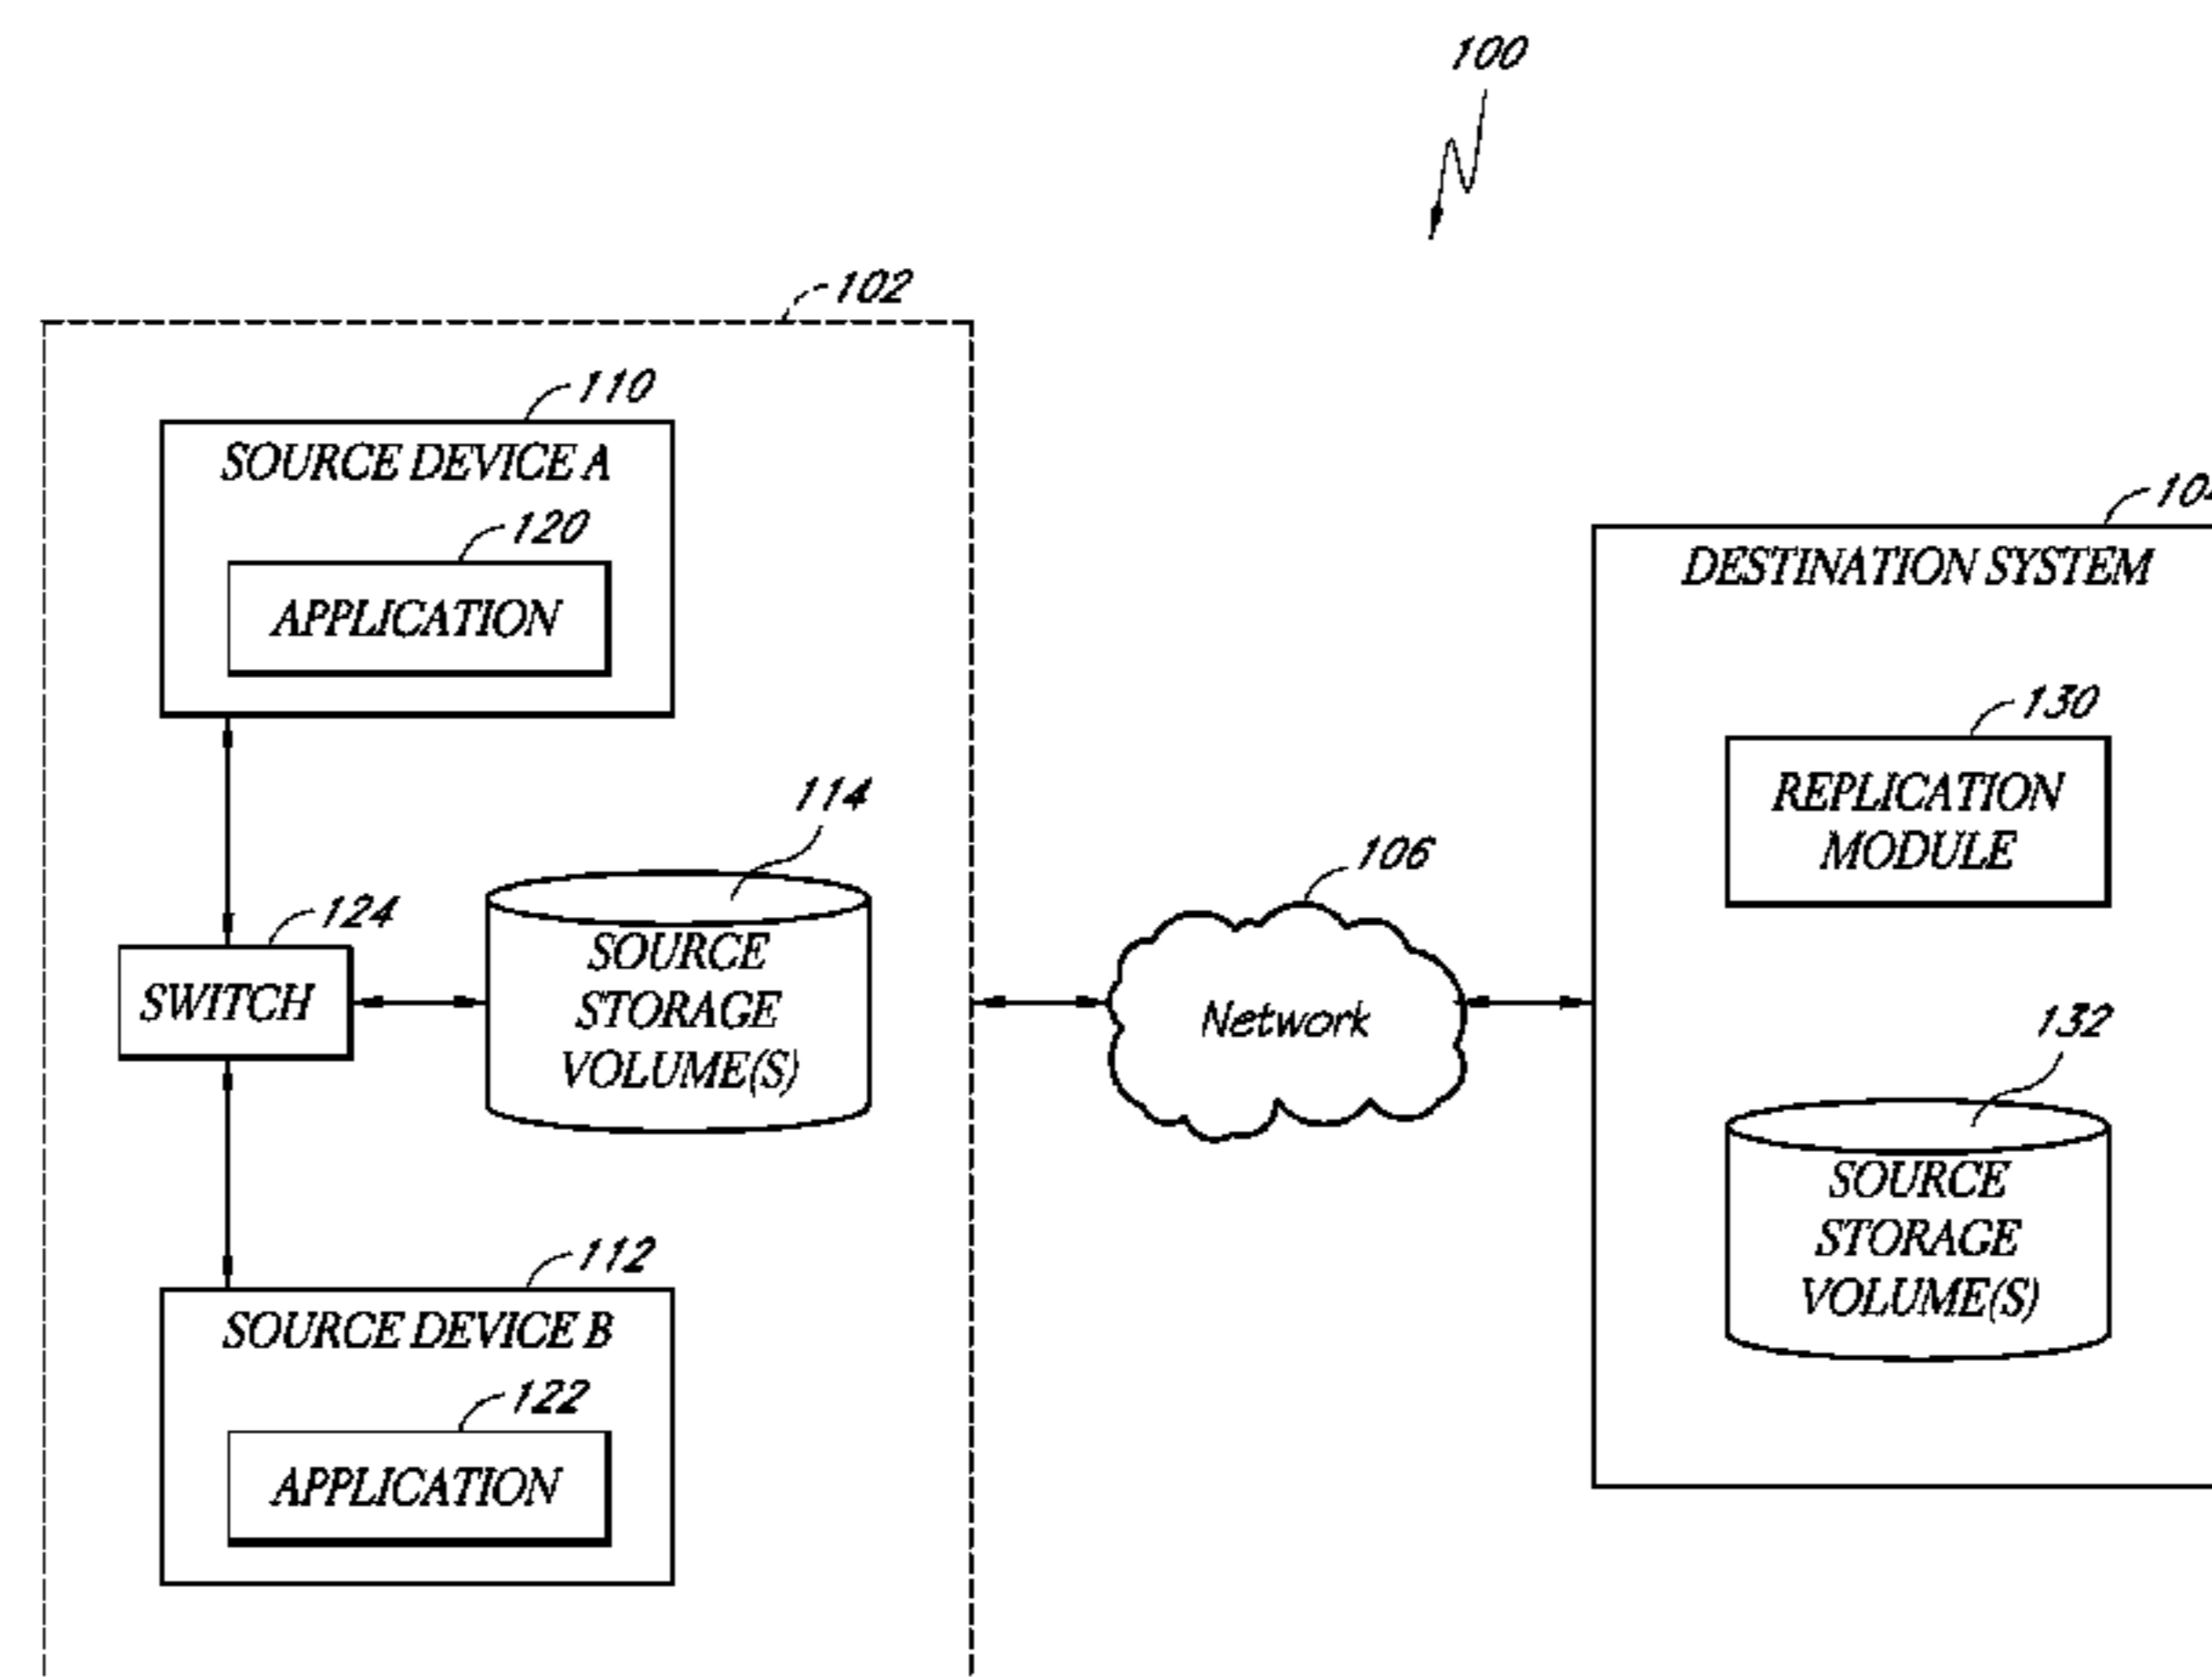 100
102
110
SOURCE DEVICE A
120
APPLICATION
114
124
SWITCH
SOURCE
STORAGE
VOLUME(S)
112
SOURCE DEVICE B
122
APPLICATION
106
Network
DESTINATION SYSTEM
130
REPLICATION
MODULE
132
SOURCE
STORAGE
VOLUME(S)